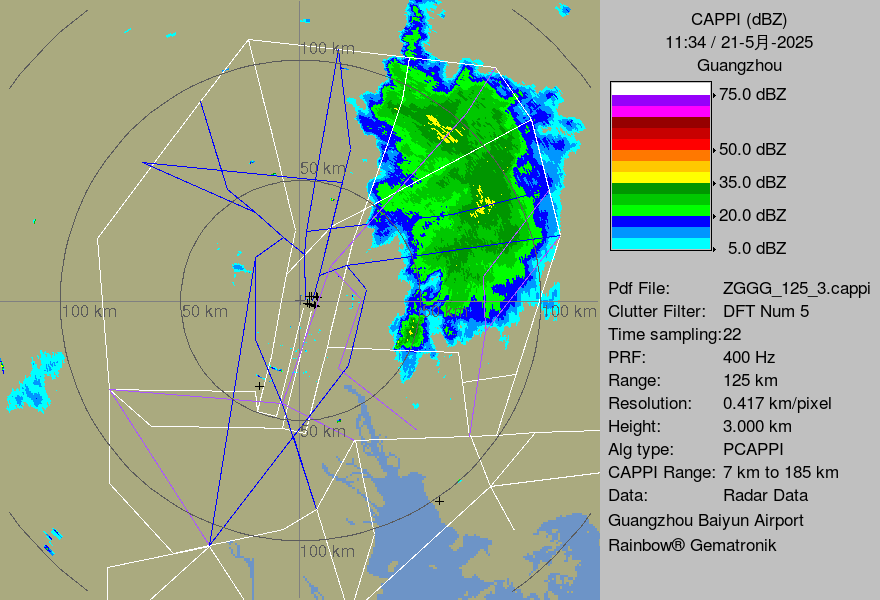 CAPPI (dBZ)
11:34 / 21-5月-2025
Guangzhou
75.0 dBZ
50.0 dBZ
35.0 dBZ
20.0 dBZ
5.0 dBZ
Pdf File: ZGGG_125_3.cappi
Clutter Filter: DFT Num 5
Time sampling:22
PRF: 400 Hz
Range: 125 km
Resolution: 0.417 km/pixel
Height: 3.000 km
Alg type: PCAPPI
CAPPI Range: 7 km to 185 km
Data: Radar Data
Guangzhou Baiyun Airport
Rainbow® Gematronik
100 km
50 km
100 km
50 km
100 km
50 km
100 km